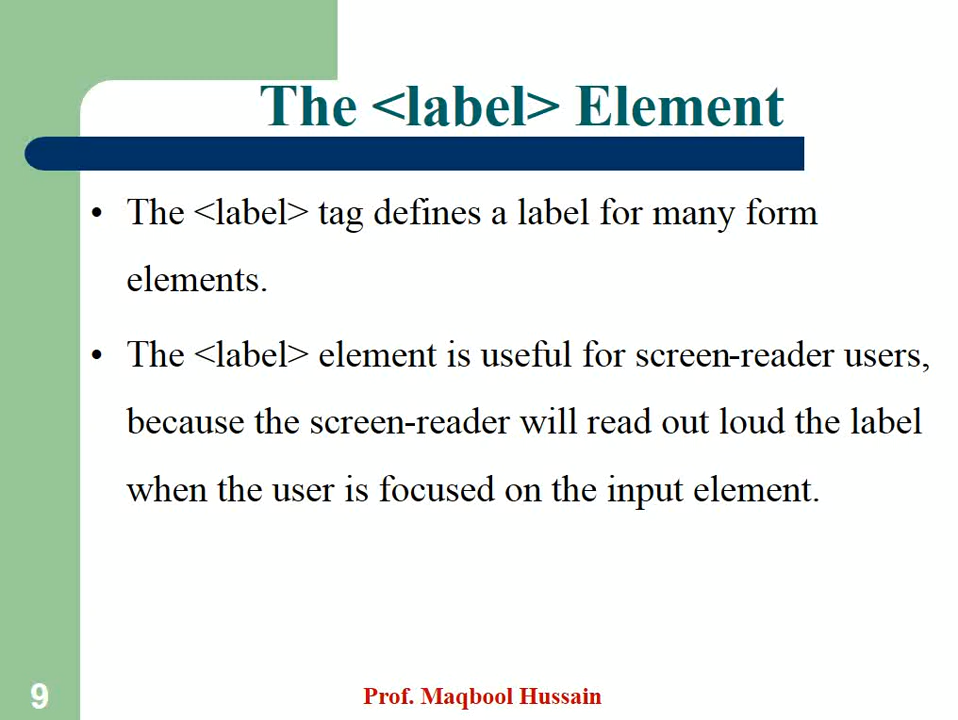 The <label> Element
• The <label> tag defines a label for many form
elements.
• The <label> element is useful for screen-reader users,
because the screen-reader will read out loud the label
when the user is focused on the input element.
9
Prof. Maqbool Hussain